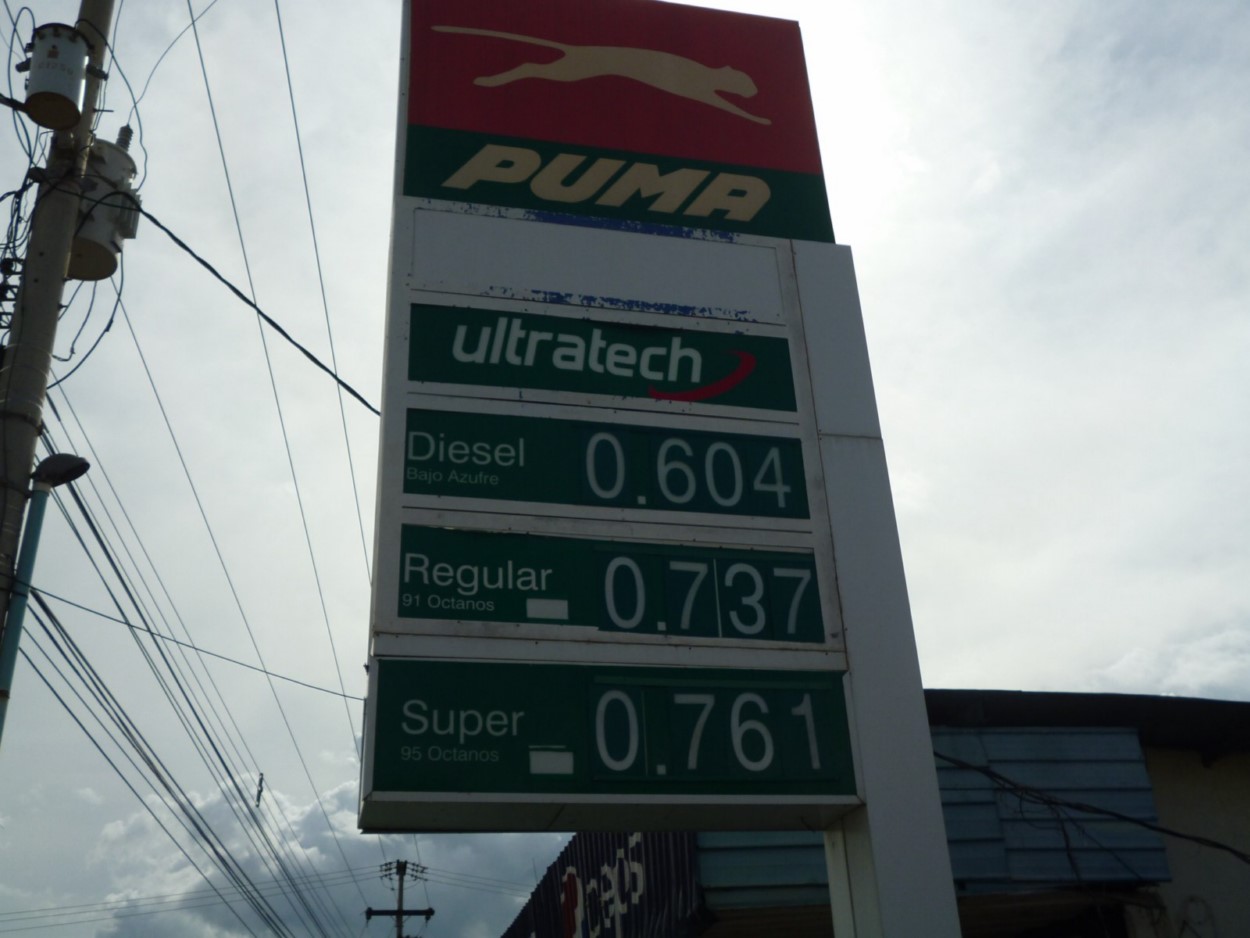 PUMA
ultratech
Diesel 0.604
Bajo Azufre
Regular 0.737
91 Octanos
Super 0.761
95 Octanos